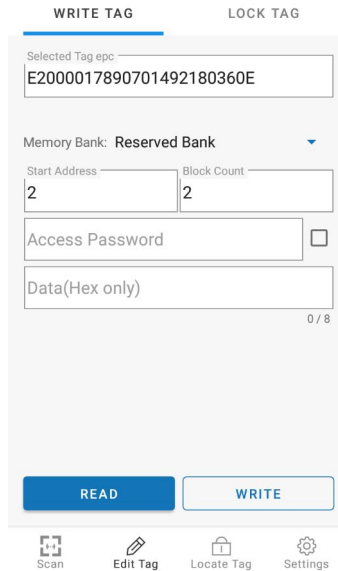 WRITE TAG LOCK TAG
Selected Tag epc
E2000017890701492180360E
Memory Bank: Reserved Bank
Start Address Block Count
2 2
Access Password
Data(Hex only)
0 / 8
READ WRITE
Scan Edit Tag Locate Tag Settings